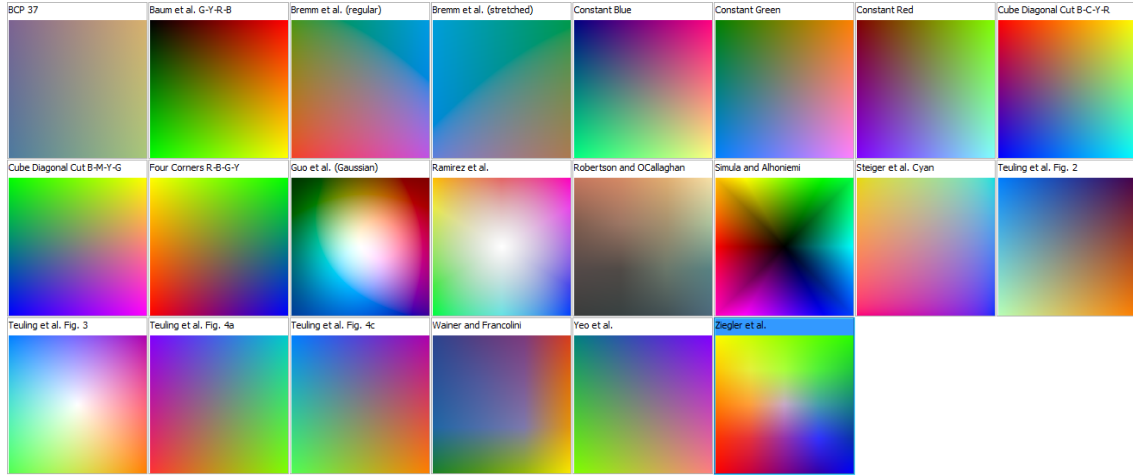 BCP 37
Baum et al. G-Y-R-B
Bremm et al. (regular)
Bremm et al. (stretched)
Constant Blue
Constant Green
Constant Red
Cube Diagonal Cut B-C-Y-R
Cube Diagonal Cut B-M-Y-G
Four Corners R-B-G-Y
Guo et al. (Gaussian)
Ramirez et al.
Robertson and OCallaghan
Simula and Alhoniemi
Steiger et al. Cyan
Teuling et al. Fig. 2
Teuling et al. Fig. 3
Teuling et al. Fig. 4a
Teuling et al. Fig. 4c
Wainer and Francolini
Yeo et al.
Ziegler et al.